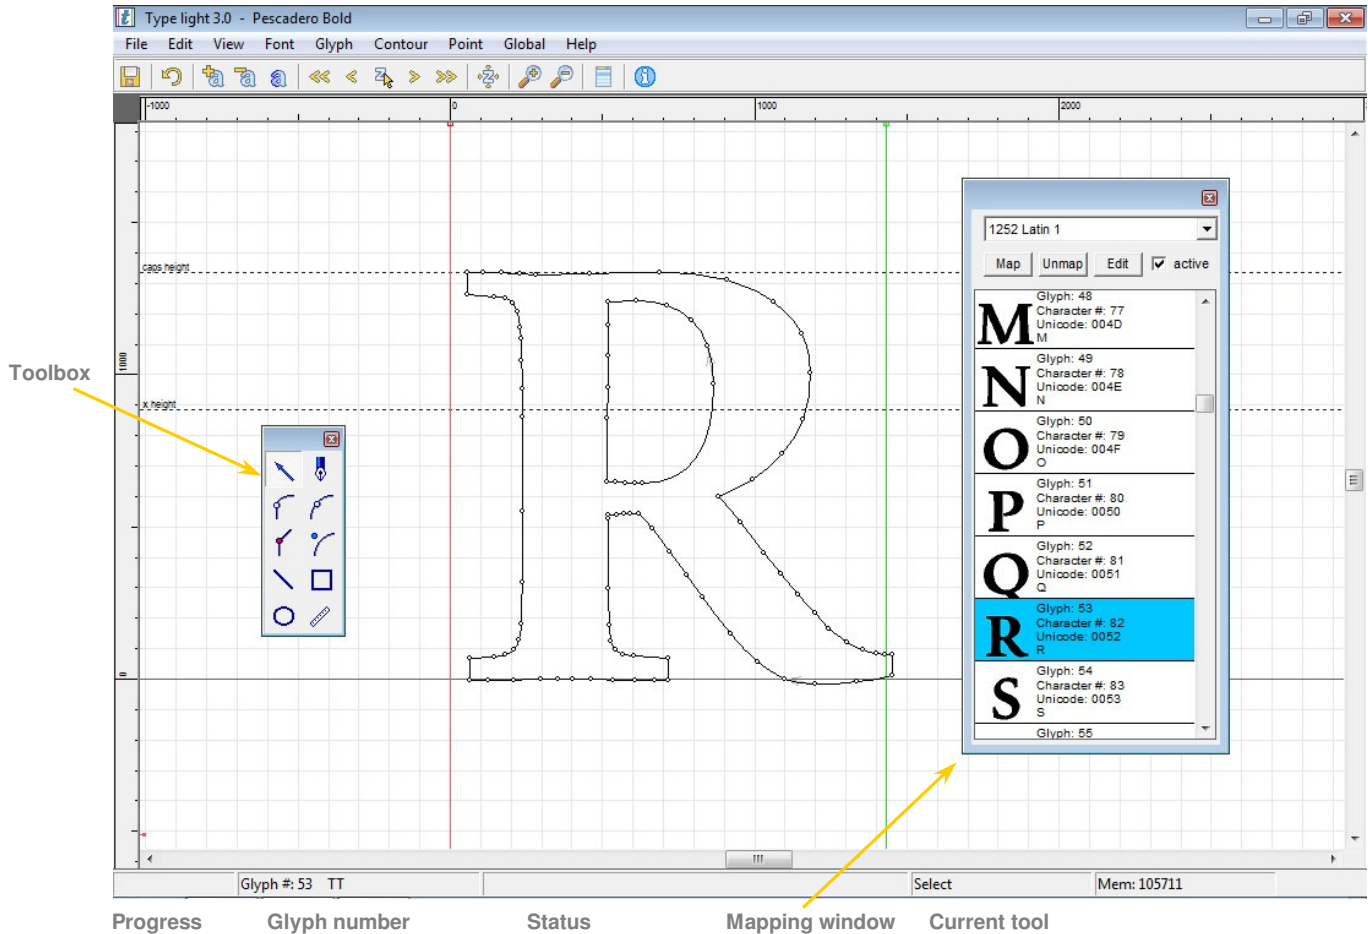 Type light 3.0 - Pescadero Bold
File Edit View Font Glyph Contour Point Global Help
-1000 0 1000 2000
caps height
1000
x height
0
Toolbox
1252 Latin 1
Map Unmap Edit active
Glyph: 48
Character #: 77
Unicode: 004D
M
M
Glyph: 49
Character #: 78
Unicode: 004E
N
N
Glyph: 50
Character #: 79
Unicode: 004F
O
O
Glyph: 51
Character #: 80
Unicode: 0050
P
P
Glyph: 52
Character #: 81
Unicode: 0051
Q
Q
Glyph: 53
Character #: 82
Unicode: 0052
R
R
Glyph: 54
Character #: 83
Unicode: 0053
S
S
Glyph: 55
R
Glyph #: 53 TT
Select
Mem: 105711
Progress Glyph number Status Mapping window Current tool